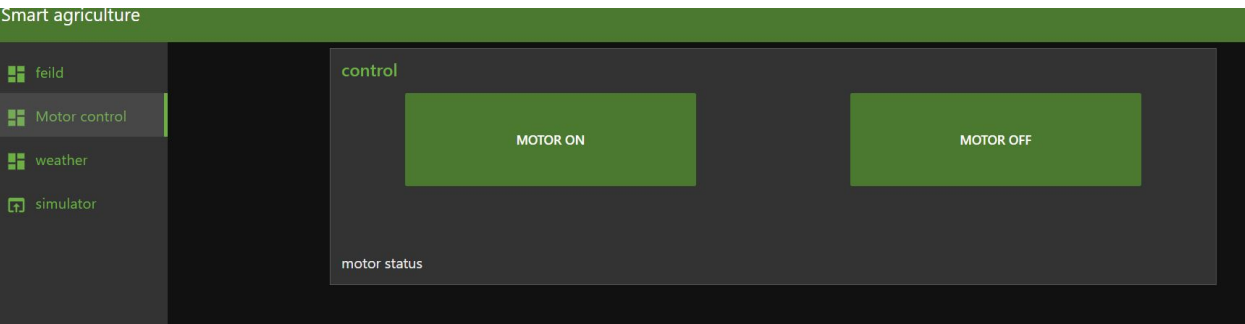 Smart agriculture
feild
Motor control
weather
simulator
control
MOTOR ON
MOTOR OFF
motor status